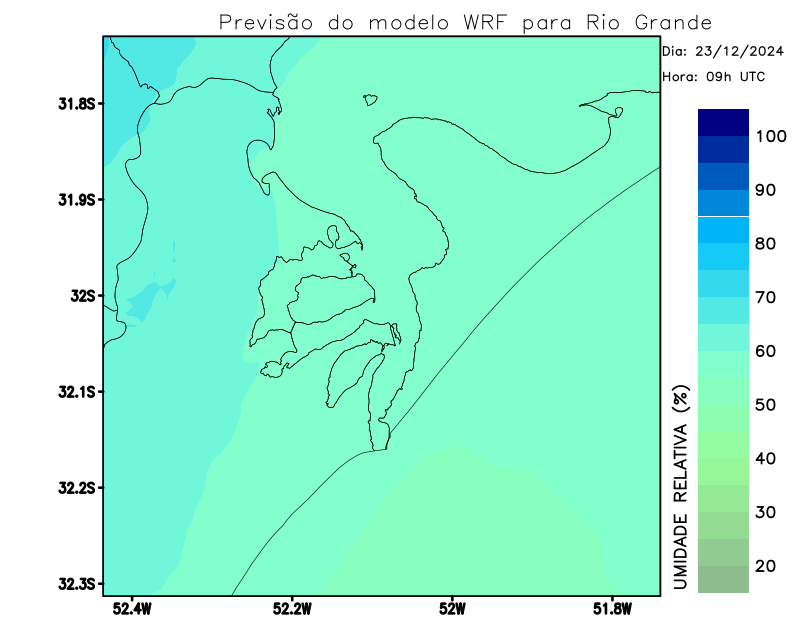 Previsão do modelo WRF para Rio Grande
Dia: 23/12/2024
Hora: 09h UTC
31.8S
31.9S
32S
32.1S
32.2S
32.3S
52.4W
52.2W
52W
51.8W
100
90
80
70
60
50
40
30
20
UMIDADE RELATIVA (%)